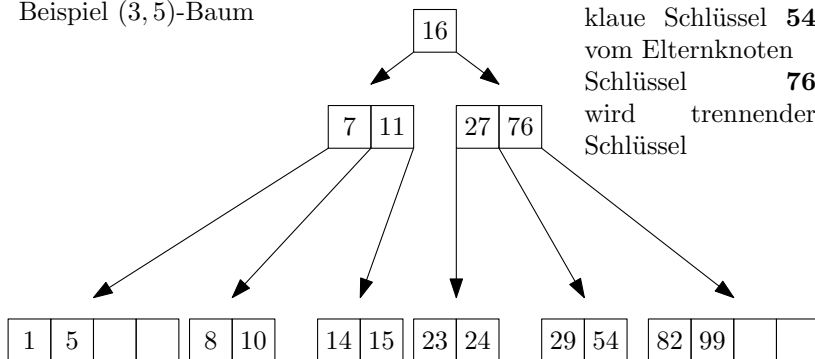 Beispiel (3, 5)-Baum
klaue Schlüssel 54
vom Elternknoten
Schlüssel 76
wird trennender
Schlüssel
16
7 11 27 76
1 5 8 10 14 15 23 24 29 54 82 99